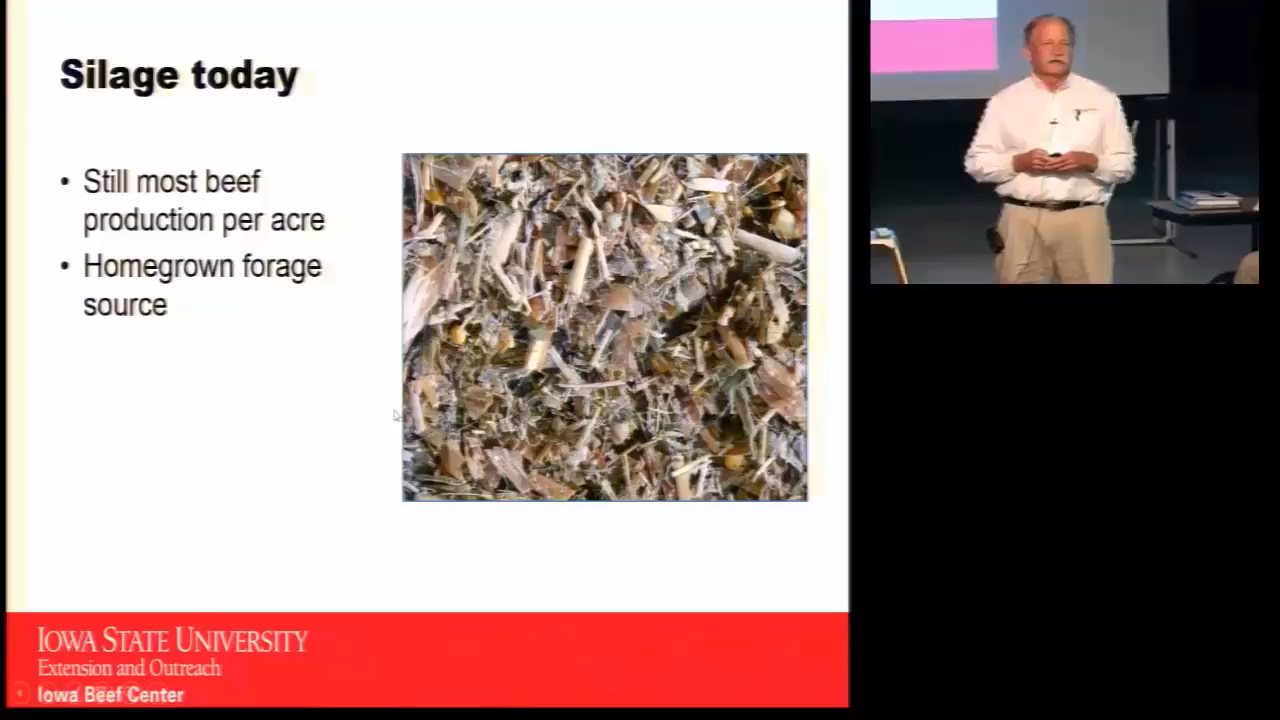 Silage today
• Still most beef
production per acre
• Homegrown forage
source
IOWA STATE UNIVERSITY
Extension and Outreach
Iowa Beef Center